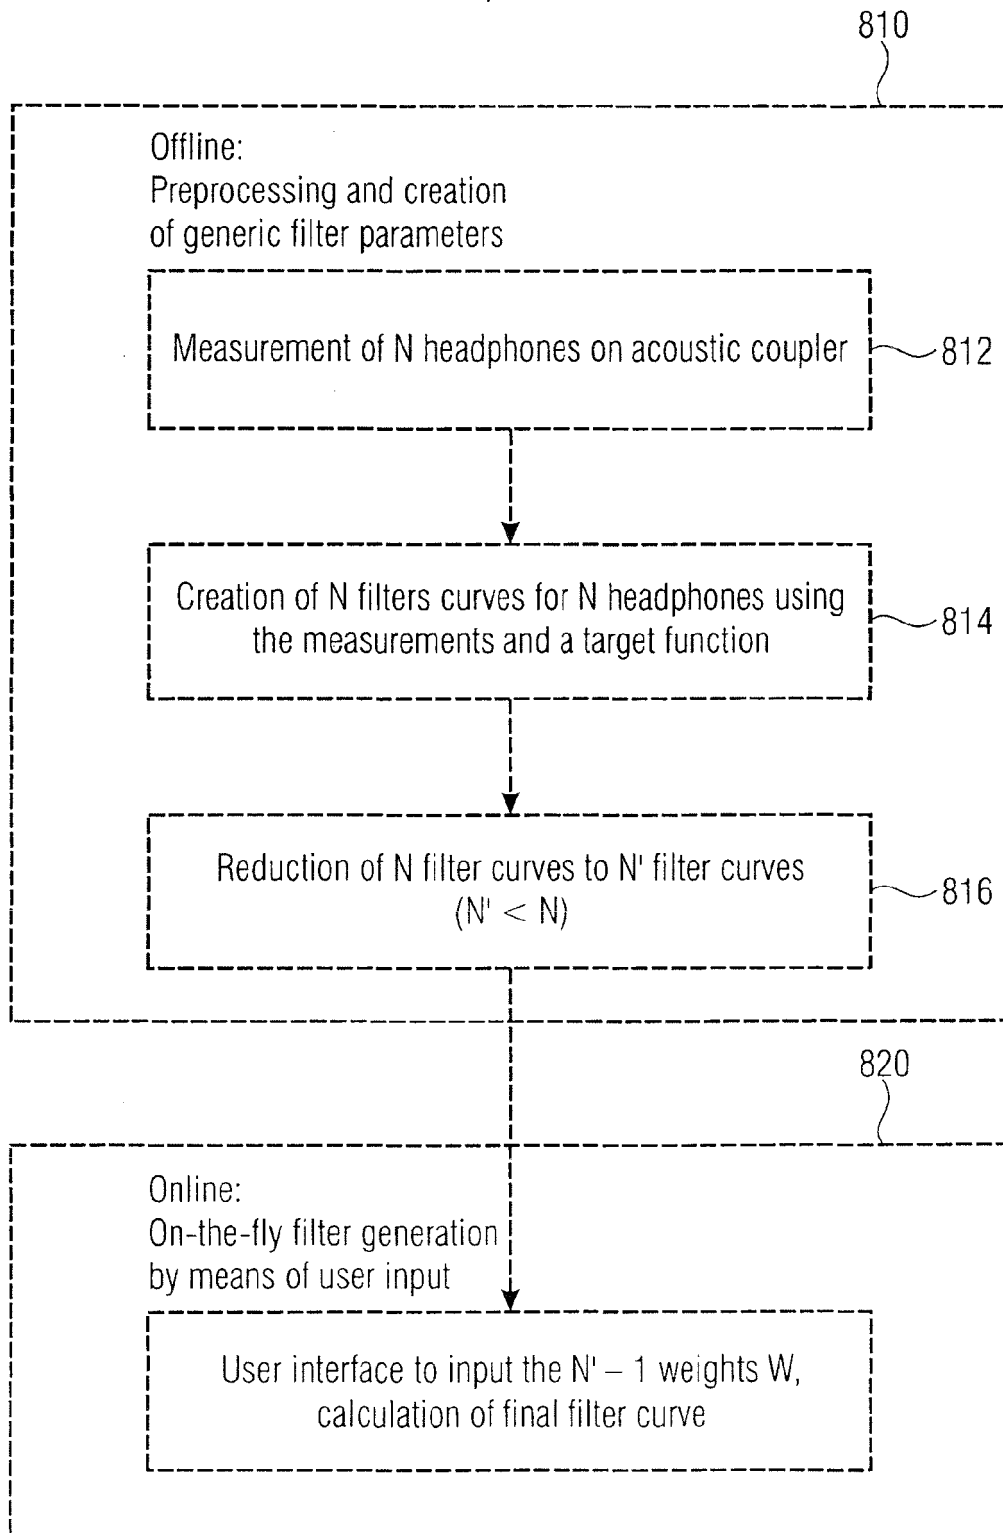 810
Offline:
Preprocessing and creation
of generic filter parameters
Measurement of N headphones on acoustic coupler
812
Creation of N filters curves for N headphones using
the measurements and a target function
814
Reduction of N filter curves to N' filter curves
(N' < N)
816
820
Online:
On-the-fly filter generation
by means of user input
User interface to input the N' – 1 weights W,
calculation of final filter curve